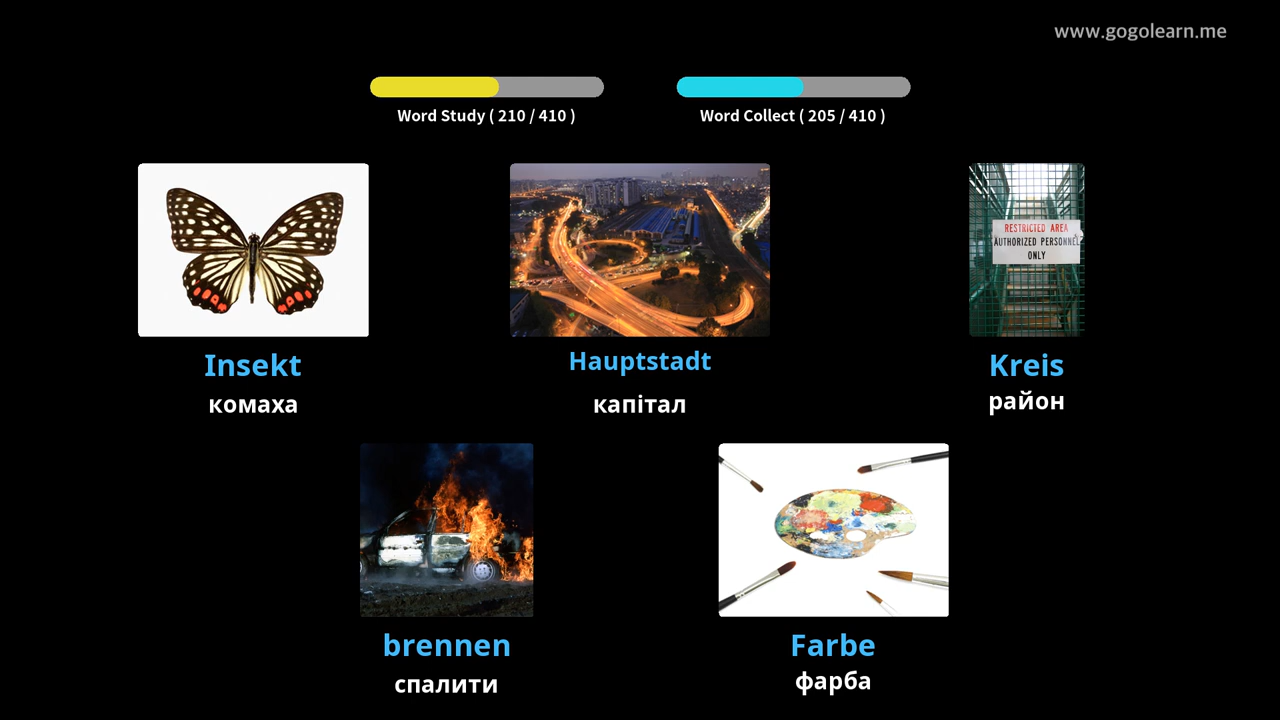 www.gogolearn.me
Word Study ( 210 / 410 )
Word Collect ( 205 / 410 )
RESTRICTED AREA
AUTHORIZED PERSONNEL
ONLY
Insekt
Hauptstadt
Kreis
комаха
капітал
район
brennen
Farbe
спалити
фарба